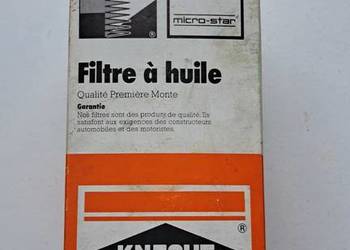 ®
micro-star
Filtre à huile
Qualité Première Monte
Garantie
Nos filtres sont des produits de qualité. Ils
satisfont aux exigences des constructeurs
automobiles et des motoristes.
®
KNECHT